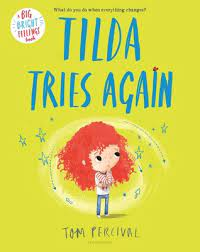 A
BIG
BRIGHT
FEELINGS
book
What do you do when everything changes?
TILDA
TRIES AGAIN
TOM PERCIVAL